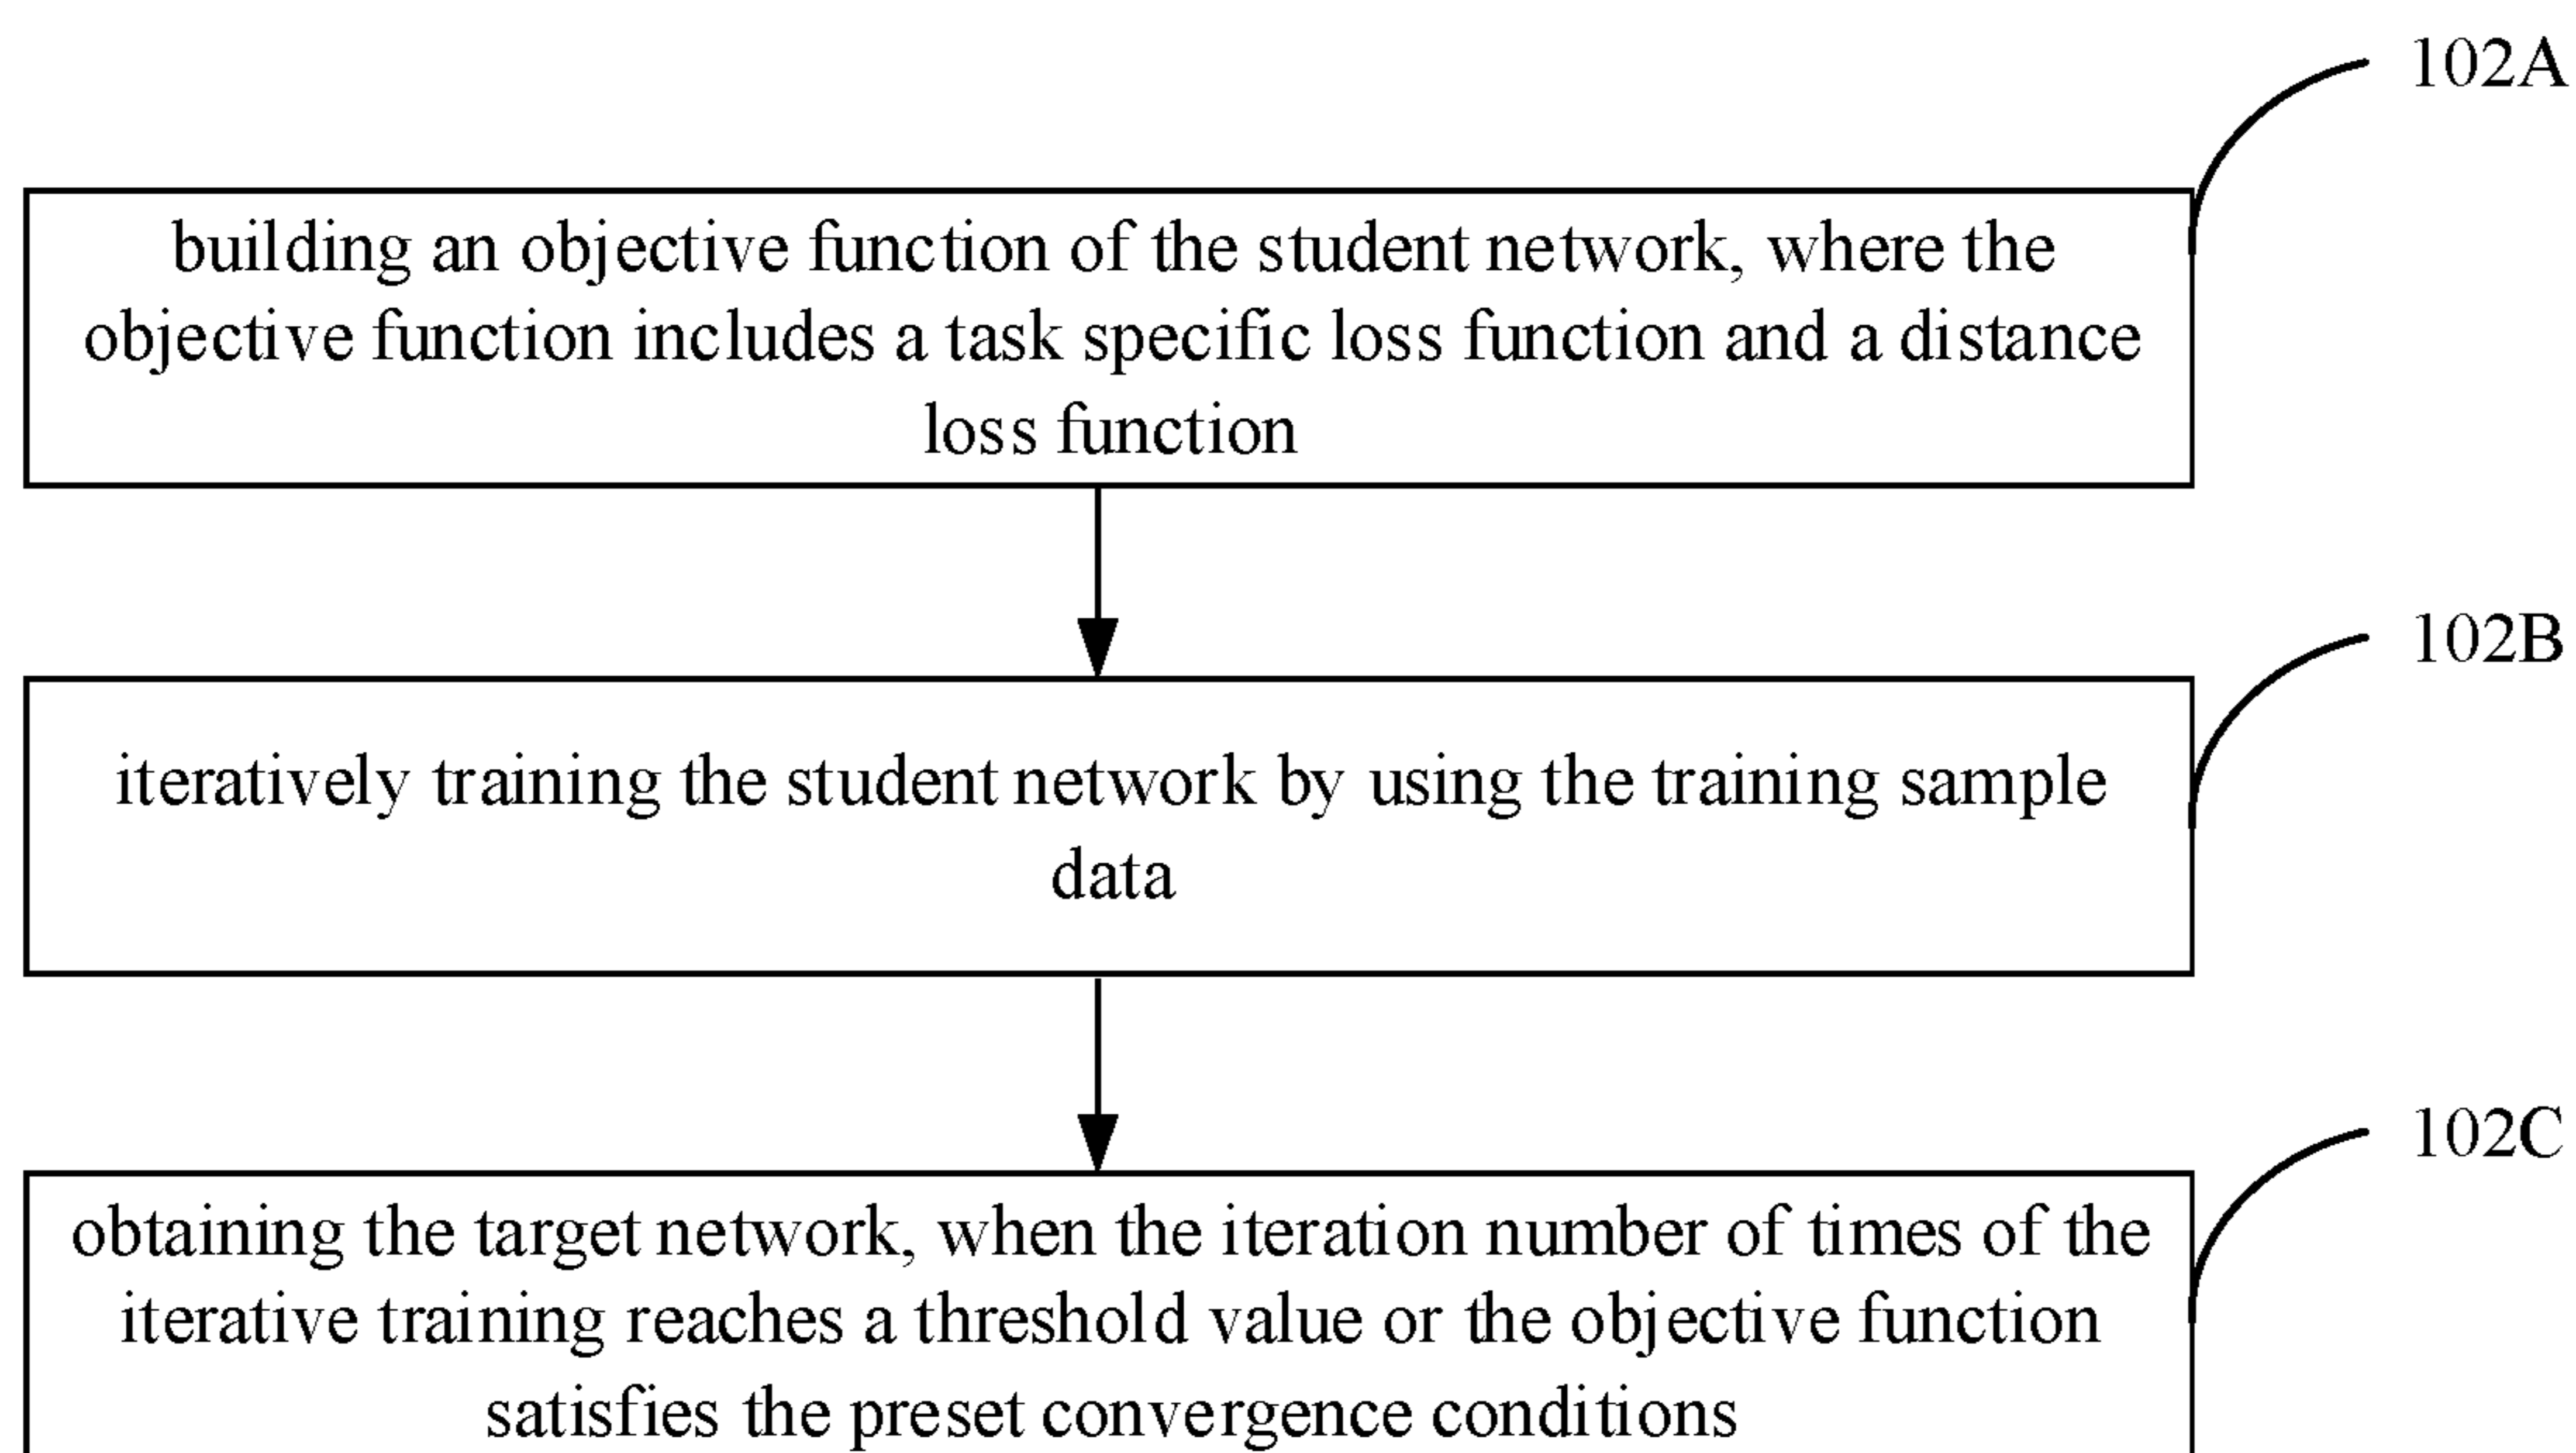 102A
building an objective function of the student network, where the
objective function includes a task specific loss function and a distance
loss function
102B
iteratively training the student network by using the training sample
data
102C
obtaining the target network, when the iteration number of times of the
iterative training reaches a threshold value or the objective function
satisfies the preset convergence conditions